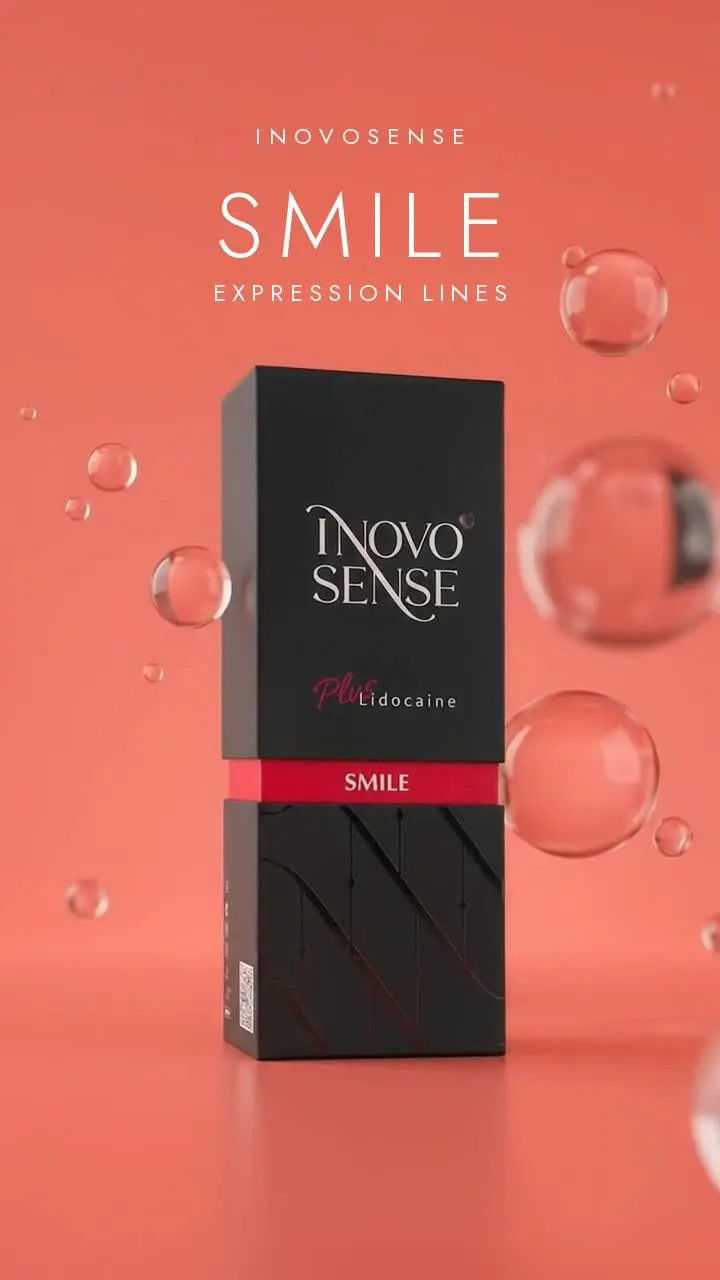 INOVOSENSE
SMILE
EXPRESSION LINES
INOVO
SENSE
Plus Lidocaine
SMILE